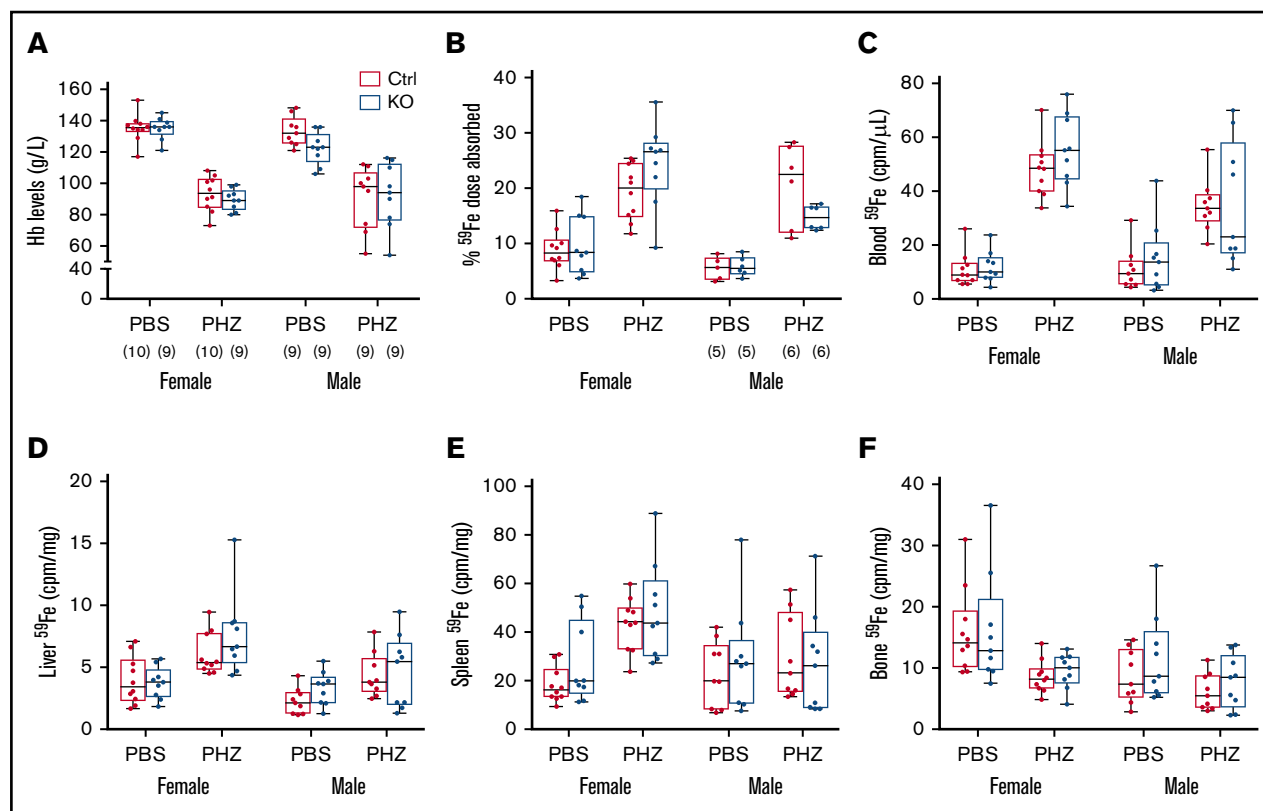 A
Hb levels (g/L)
160
140
120
100
80
60
40
20
0
Ctrl
KO
PBS PHZ PBS PHZ
(10) (9) (10) (9) (9) (9) (9) (9)
Female Male
B
% ⁵⁹Fe dose absorbed
40
30
20
10
0
PBS PHZ PBS PHZ
(5) (5) (6) (6)
Female Male
C
Blood ⁵⁹Fe (cpm/μL)
80
60
40
20
0
PBS PHZ PBS PHZ
Female Male
D
Liver ⁵⁹Fe (cpm/mg)
20
15
10
5
0
PBS PHZ PBS PHZ
Female Male
E
Spleen ⁵⁹Fe (cpm/mg)
100
80
60
40
20
0
PBS PHZ PBS PHZ
Female Male
F
Bone ⁵⁹Fe (cpm/mg)
40
30
20
10
0
PBS PHZ PBS PHZ
Female Male